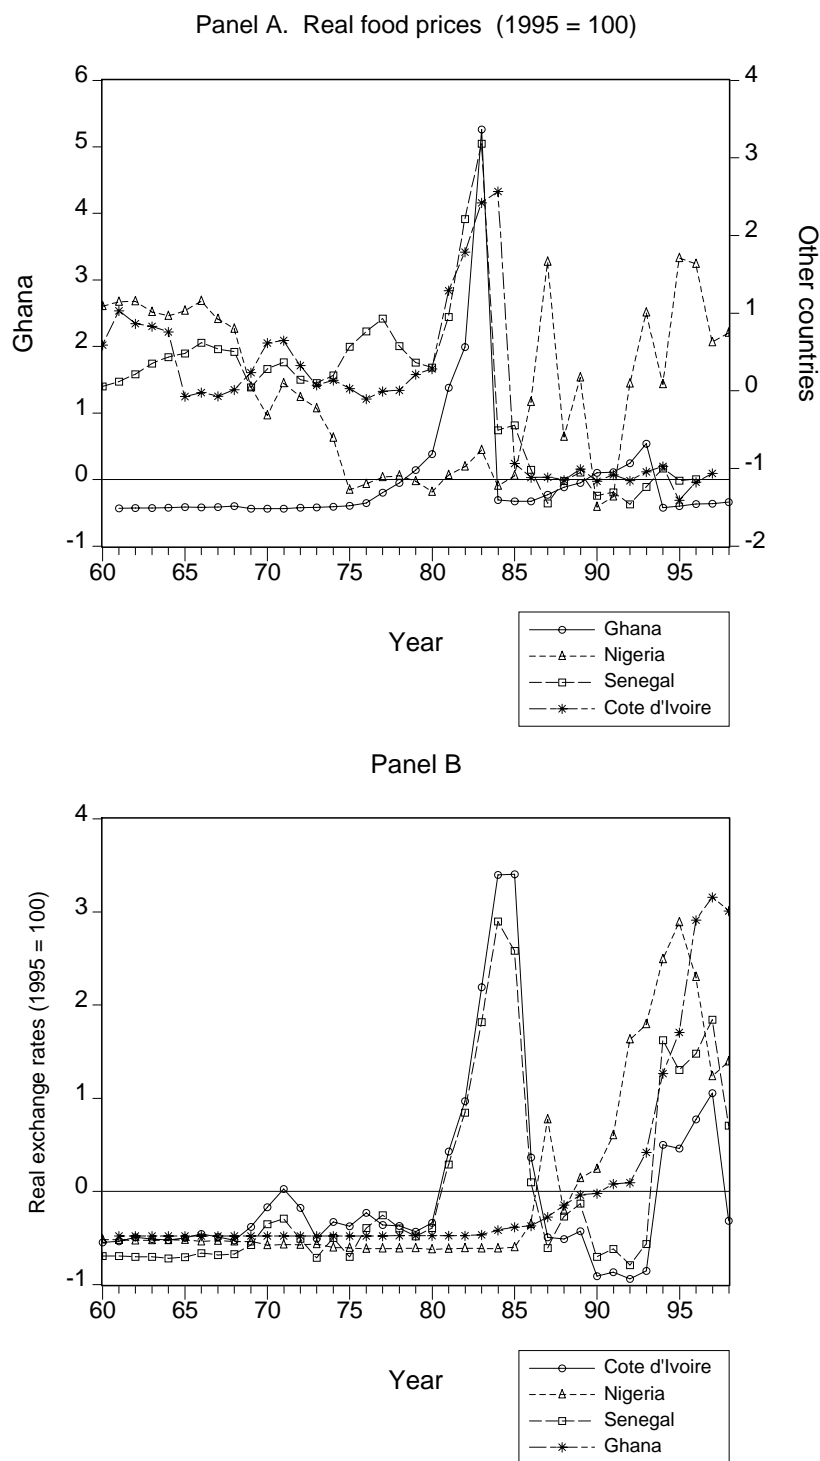 Panel A. Real food prices (1995 = 100)
6
5
4
3
2
1
0
-1
Ghana
4
3
2
1
0
-1
-2
Other countries
60 65 70 75 80 85 90 95
Year
Ghana
Nigeria
Senegal
Cote d'Ivoire
Panel B
4
3
2
1
0
-1
Real exchange rates (1995 = 100)
60 65 70 75 80 85 90 95
Year
Cote d'Ivoire
Nigeria
Senegal
Ghana